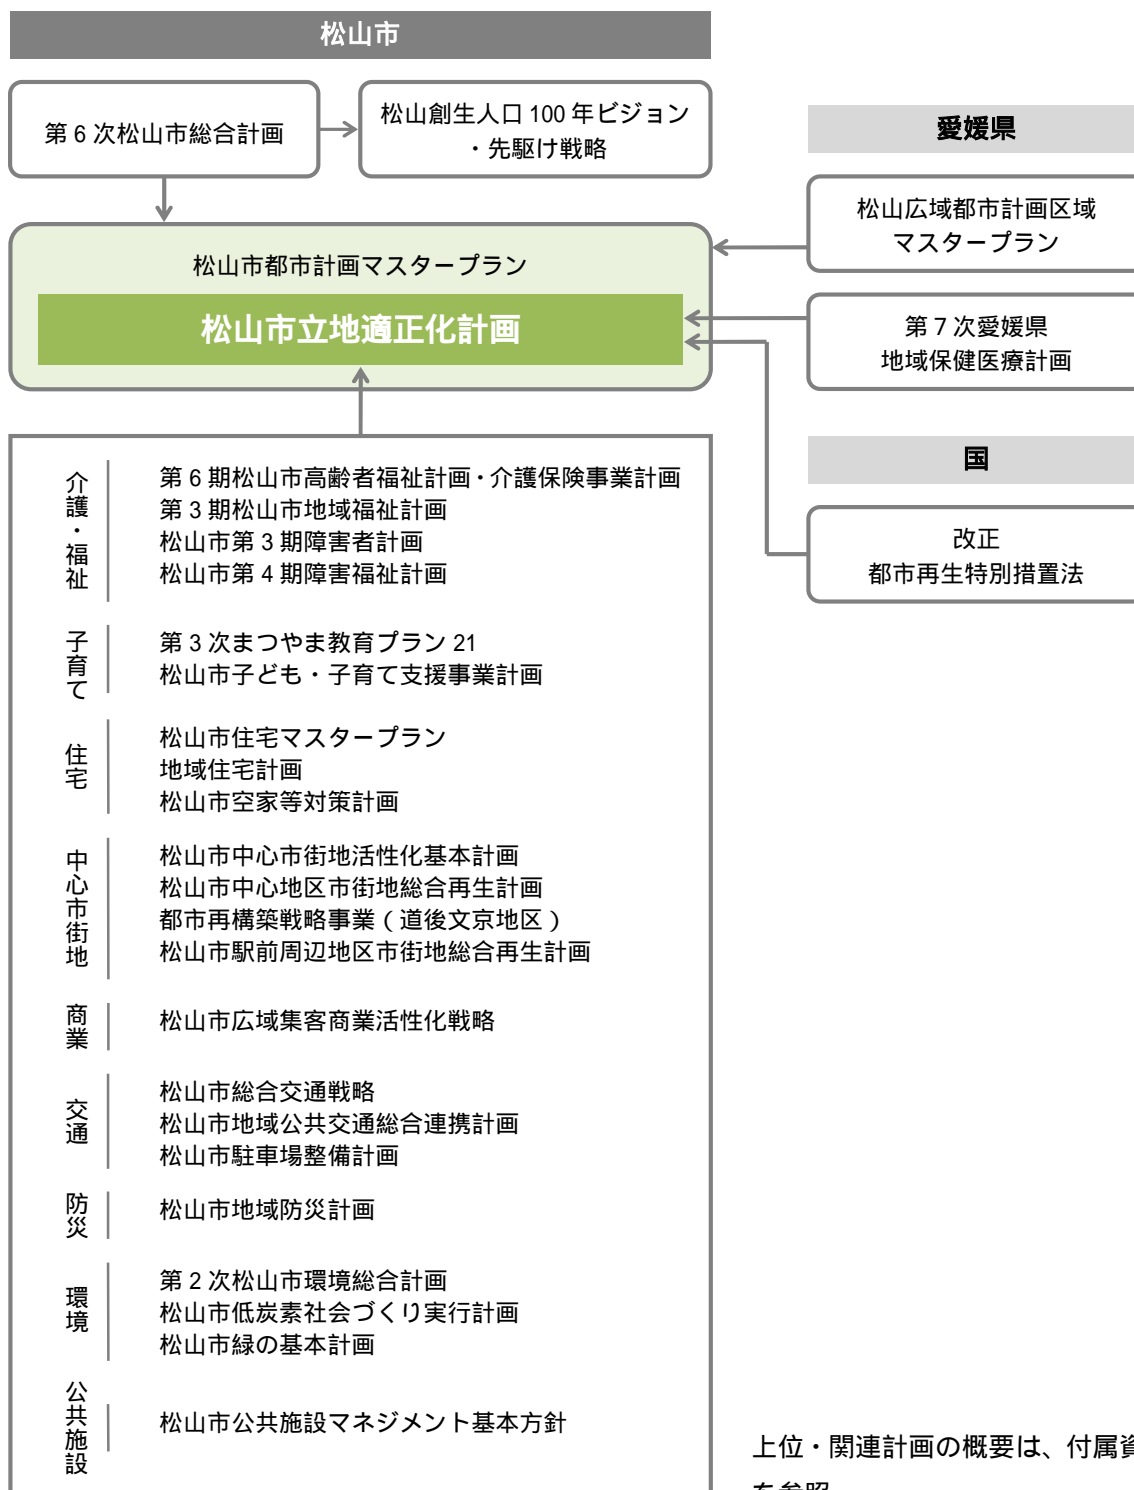 松山市
第6次松山市総合計画
松山創生人口100年ビジョン
・先駆け戦略
松山市都市計画マスタープラン
松山市立地適正化計画
愛媛県
松山広域都市計画区域
マスタープラン
第7次愛媛県
地域保健医療計画
国
改正
都市再生特別措置法
介護・福祉
第6期松山市高齢者福祉計画・介護保険事業計画
第3期松山市地域福祉計画
松山市第3期障害者計画
松山市第4期障害福祉計画
子育て
第3次まつやま教育プラン21
松山市子ども・子育て支援事業計画
住宅
松山市住宅マスタープラン
地域住宅計画
松山市空家等対策計画
中心市街地
松山市中心市街地活性化基本計画
松山市中心地区市街地総合再生計画
都市再構築戦略事業（道後文京地区）
松山市駅前周辺地区市街地総合再生計画
商業
松山市広域集客商業活性化戦略
交通
松山市総合交通戦略
松山市地域公共交通総合連携計画
松山市駐車場整備計画
防災
松山市地域防災計画
環境
第2次松山市環境総合計画
松山市低炭素社会づくり実行計画
松山市緑の基本計画
公共施設
松山市公共施設マネジメント基本方針
上位・関連計画の概要は、付属資
を参照